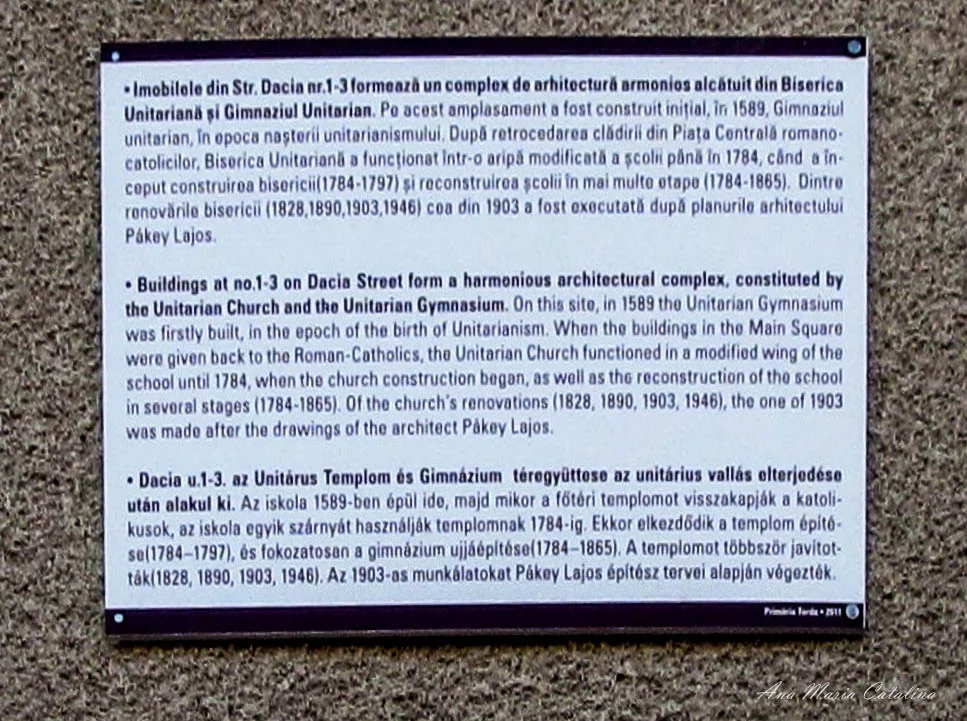 • Imobilele din Str. Dacia nr.1-3 formează un complex de arhitectură armonios alcătuit din Biserica
Unitariană și Gimnaziul Unitarian. Pe acest amplasament a fost construit inițial, în 1589, Gimnaziul
unitarian, în epoca nașterii unitarianismului. După retrocedarea clădirii din Piața Centrală romano-
catolicilor, Biserica Unitariană a funcționat într-o aripă modificată a școlii până în 1784, când a în-
ceput construirea bisericii(1784-1797) și reconstruirea școlii în mai multe etape (1784-1865). Dintre
renovările bisericii (1828,1890,1903,1946) cea din 1903 a fost executată după planurile arhitectului
Pákey Lajos.
• Buildings at no.1-3 on Dacia Street form a harmonious architectural complex, constituted by
the Unitarian Church and the Unitarian Gymnasium. On this site, in 1589 the Unitarian Gymnasium
was firstly built, in the epoch of the birth of Unitarianism. When the buildings in the Main Square
were given back to the Roman-Catholics, the Unitarian Church functioned in a modified wing of the
school until 1784, when the church construction began, as well as the reconstruction of the school
in several stages (1784-1865). Of the church's renovations (1828, 1890, 1903, 1946), the one of 1903
was made after the drawings of the architect Pákey Lajos.
• Dacia u.1-3. az Unitárus Templom és Gimnázium téregyüttese az unitárius vallás elterjedése
után alakul ki. Az iskola 1589-ben épül ide, majd mikor a főtéri templomot visszakapják a katoli-
kusok, az iskola egyik szárnyát használják templomnak 1784-ig. Ekkor elkezdődik a templom építé-
se(1784–1797), és fokozatosan a gimnázium ujjáépítése(1784–1865). A templomot többször javítot-
ták(1828, 1890, 1903, 1946). Az 1903-as munkálatokat Pákey Lajos építész tervei alapján végezték.
Primăria Turda • 2011
Ana Maria Catalina